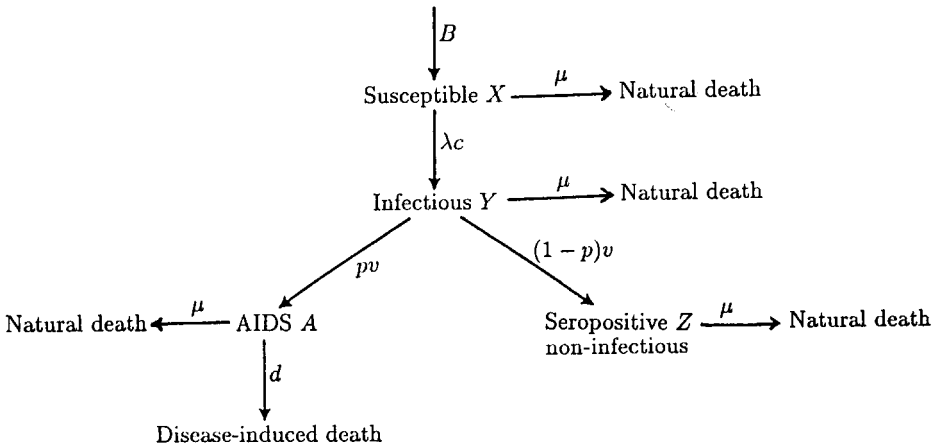 B
Susceptible X
μ
Natural death
λc
Infectious Y
μ
Natural death
pv
(1 − p)v
Natural death
μ
AIDS A
Seropositive Z
non-infectious
μ
Natural death
d
Disease-induced death